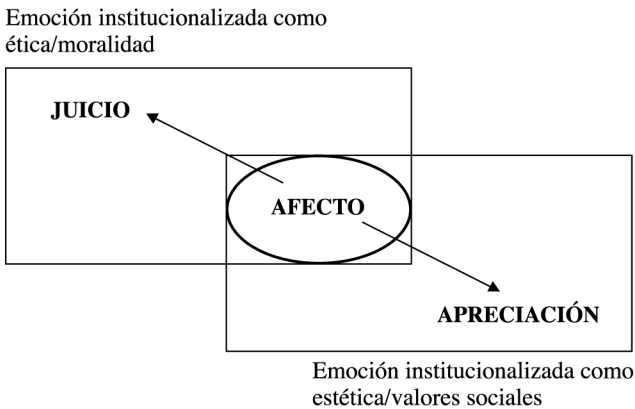 Emoción institucionalizada como
ética/moralidad
JUICIO
AFECTO
APRECIACIÓN
Emoción institucionalizada como
estética/valores sociales